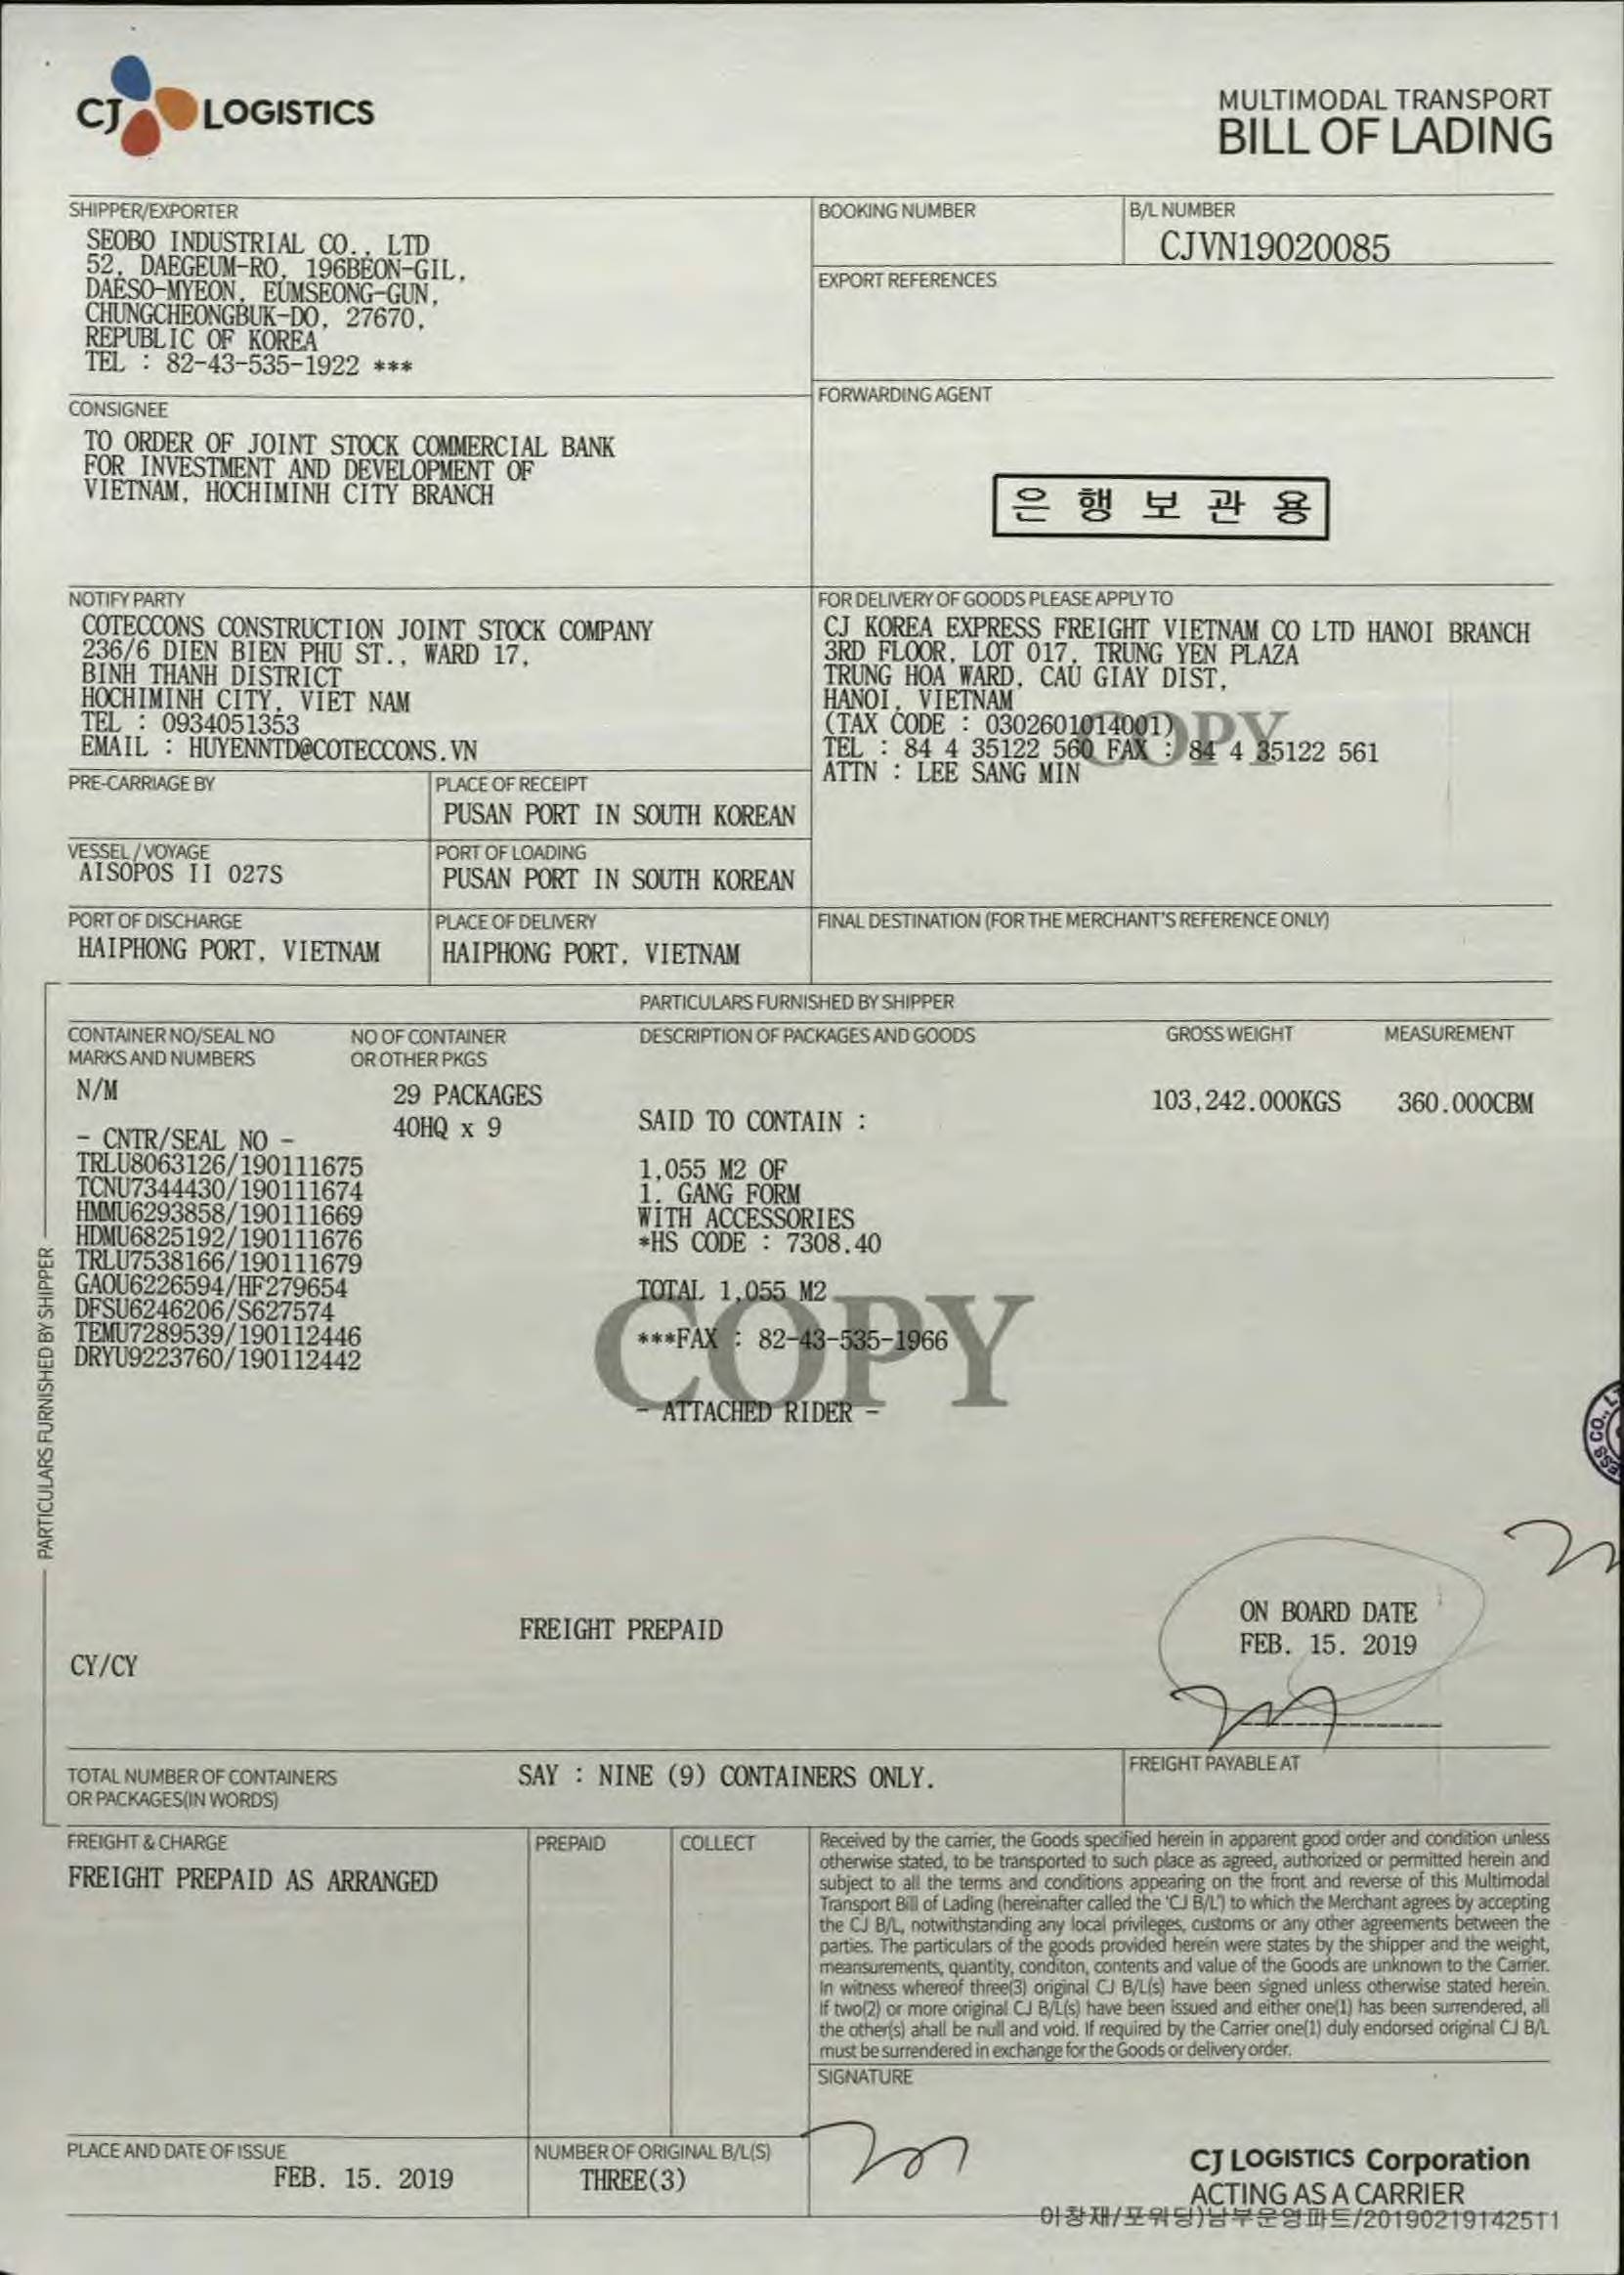 CJ LOGISTICS
MULTIMODAL TRANSPORT
BILL OF LADING
SHIPPER/EXPORTER
SEOBO INDUSTRIAL CO., LTD
52, DAEGEUM-RO, 196BEON-GIL,
DAESO-MYEON, EUMSEONG-GUN,
CHUNGCHEONGBUK-DO, 27670,
REPUBLIC OF KOREA
TEL : 82-43-535-1922 ***
BOOKING NUMBER
B/L NUMBER
CJVN19020085
EXPORT REFERENCES
CONSIGNEE
TO ORDER OF JOINT STOCK COMMERCIAL BANK
FOR INVESTMENT AND DEVELOPMENT OF
VIETNAM, HOCHIMINH CITY BRANCH
FORWARDING AGENT
은 행 보 관 용
NOTIFY PARTY
COTECCONS CONSTRUCTION JOINT STOCK COMPANY
236/6 DIEN BIEN PHU ST., WARD 17,
BINH THANH DISTRICT
HOCHIMINH CITY, VIET NAM
TEL : 0934051353
EMAIL : HUYENNTD@COTECCONS.VN
FOR DELIVERY OF GOODS PLEASE APPLY TO
CJ KOREA EXPRESS FREIGHT VIETNAM CO LTD HANOI BRANCH
3RD FLOOR, LOT 017, TRUNG YEN PLAZA
TRUNG HOA WARD, CAU GIAY DIST,
HANOI, VIETNAM
(TAX CODE : 0302601014001)
TEL : 84 4 35122 560 FAX : 84 4 35122 561
ATTN : LEE SANG MIN
COPY
PRE-CARRIAGE BY
PLACE OF RECEIPT
PUSAN PORT IN SOUTH KOREAN
VESSEL / VOYAGE
AISOPOS II 027S
PORT OF LOADING
PUSAN PORT IN SOUTH KOREAN
PORT OF DISCHARGE
HAIPHONG PORT, VIETNAM
PLACE OF DELIVERY
HAIPHONG PORT, VIETNAM
FINAL DESTINATION (FOR THE MERCHANT'S REFERENCE ONLY)
PARTICULARS FURNISHED BY SHIPPER
CONTAINER NO/SEAL NO
MARKS AND NUMBERS
NO OF CONTAINER
OR OTHER PKGS
DESCRIPTION OF PACKAGES AND GOODS
GROSS WEIGHT
MEASUREMENT
N/M
29 PACKAGES
40HQ x 9
SAID TO CONTAIN :
103,242.000KGS
360.000CBM
- CNTR/SEAL NO -
TRLU8063126/190111675
TCNU7344430/190111674
HMMU6293858/190111669
HDMU6825192/190111676
TRLU7538166/190111679
GAOU6226594/HF279654
DFSU6246206/S627574
TEMU7289539/190112446
DRYU9223760/190112442
1,055 M2 OF
1. GANG FORM
WITH ACCESSORIES
*HS CODE : 7308.40
TOTAL 1,055 M2
***FAX : 82-43-535-1966
COPY
- ATTACHED RIDER -
PARTICULARS FURNISHED BY SHIPPER
ESS CO.,
FREIGHT PREPAID
CY/CY
ON BOARD DATE
FEB. 15. 2019
TOTAL NUMBER OF CONTAINERS
OR PACKAGES(IN WORDS)
SAY : NINE (9) CONTAINERS ONLY.
FREIGHT PAYABLE AT
FREIGHT & CHARGE
FREIGHT PREPAID AS ARRANGED
PREPAID
COLLECT
Received by the carrier, the Goods specified herein in apparent good order and condition unless
otherwise stated, to be transported to such place as agreed, authorized or permitted herein and
subject to all the terms and conditions appearing on the front and reverse of this Multimodal
Transport Bill of Lading (hereinafter called the 'CJ B/L') to which the Merchant agrees by accepting
the CJ B/L, notwithstanding any local privileges, customs or any other agreements between the
parties. The particulars of the goods provided herein were states by the shipper and the weight,
meansurements, quantity, conditon, contents and value of the Goods are unknown to the Carrier.
In witness whereof three(3) original CJ B/L(s) have been signed unless otherwise stated herein.
If two(2) or more original CJ B/L(s) have been issued and either one(1) has been surrendered, all
the other(s) ahall be null and void. If required by the Carrier one(1) duly endorsed original CJ B/L
must be surrendered in exchange for the Goods or delivery order.
SIGNATURE
PLACE AND DATE OF ISSUE
FEB. 15. 2019
NUMBER OF ORIGINAL B/L(S)
THREE(3)
CJ LOGISTICS Corporation
ACTING AS A CARRIER
이창재/포워딩)남부운영파트/20190219142511